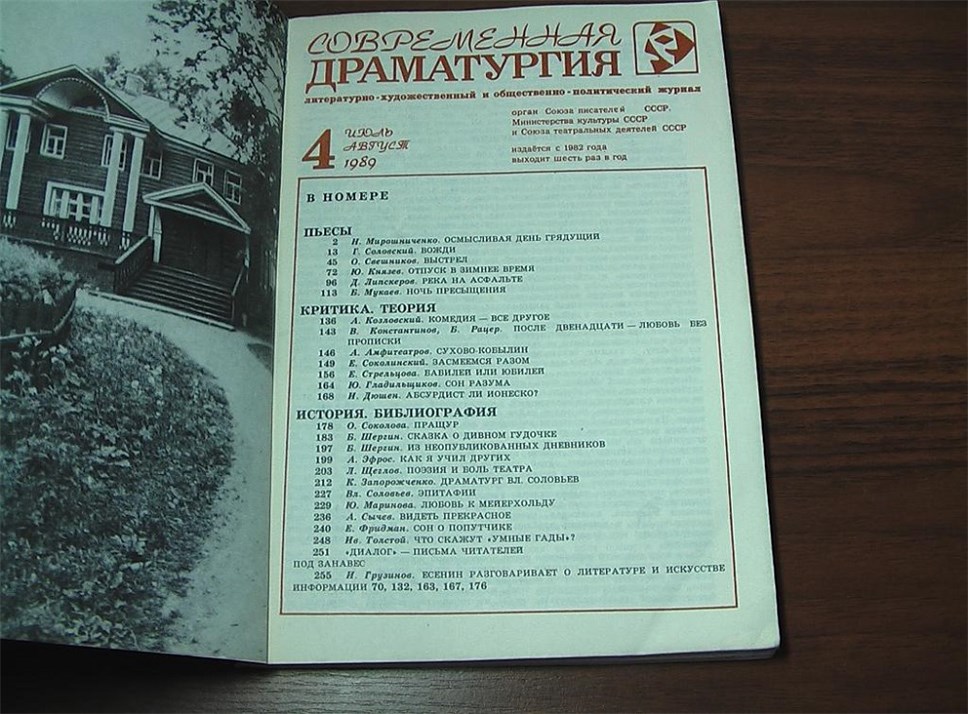 СОВРЕМЕННАЯ
ДРАМАТУРГИЯ
литературно-художественный и общественно-политический журнал
4 ИЮЛЬ
АВГУСТ
1989
орган Союза писателей СССР,
Министерства культуры СССР
и Союза театральных деятелей СССР
издаётся с 1982 года
выходит шесть раз в год
В НОМЕРЕ
ПЬЕСЫ
2 И. Мирошниченко. ОСМЫСЛИВАЯ ДЕНЬ ГРЯДУЩИЙ
13 Г. Соловский. ВОЖДИ
45 О. Свешников. ВЫСТРЕЛ
72 Ю. Князев. ОТПУСК В ЗИМНЕЕ ВРЕМЯ
96 Д. Липскеров. РЕКА НА АСФАЛЬТЕ
113 Б. Мукаев. НОЧЬ ПРЕСЫЩЕНИЯ
КРИТИКА. ТЕОРИЯ
136 А. Козловский. КОМЕДИЯ — ВСЕ ДРУГОЕ
143 В. Константинов, Б. Рацер. ПОСЛЕ ДВЕНАДЦАТИ — ЛЮБОВЬ БЕЗ
ПРОПИСКИ
146 А. Амфитеатров. СУХОВО-КОБЫЛИН
149 Е. Соколинский. ЗАСМЕЕМСЯ РАЗОМ
156 Е. Стрельцова. БАБИЛЕЙ ИЛИ ЮБИЛЕЙ
164 Ю. Гладильщиков. СОН РАЗУМА
168 И. Дюшен. АБСУРДИСТ ЛИ ИОНЕСКО?
ИСТОРИЯ. БИБЛИОГРАФИЯ
178 О. Соколова. ПРАЩУР
183 Б. Шергин. СКАЗКА О ДИВНОМ ГУДОЧКЕ
197 Б. Шергин. ИЗ НЕОПУБЛИКОВАННЫХ ДНЕВНИКОВ
199 А. Эфрос. КАК Я УЧИЛ ДРУГИХ
203 Л. Щеглов. ПОЭЗИЯ И БОЛЬ ТЕАТРА
212 К. Запорожченко. ДРАМАТУРГ ВЛ. СОЛОВЬЕВ
227 Вл. Соловьев. ЭПИТАФИИ
229 Ю. Маринова. ЛЮБОВЬ К МЕЙЕРХОЛЬДУ
236 А. Сычев. ВИДЕТЬ ПРЕКРАСНОЕ
240 Е. Фридман. СОН О ПОПУТЧИКЕ
248 Ив. Толстой. ЧТО СКАЖУТ «УМНЫЕ ГАДЫ»?
251 «ДИАЛОГ» — ПИСЬМА ЧИТАТЕЛЕЙ
ПОД ЗАНАВЕС
255 И. Грузинов. ЕСЕНИН РАЗГОВАРИВАЕТ О ЛИТЕРАТУРЕ И ИСКУССТВЕ
ИНФОРМАЦИИ 70, 132, 163, 167, 176